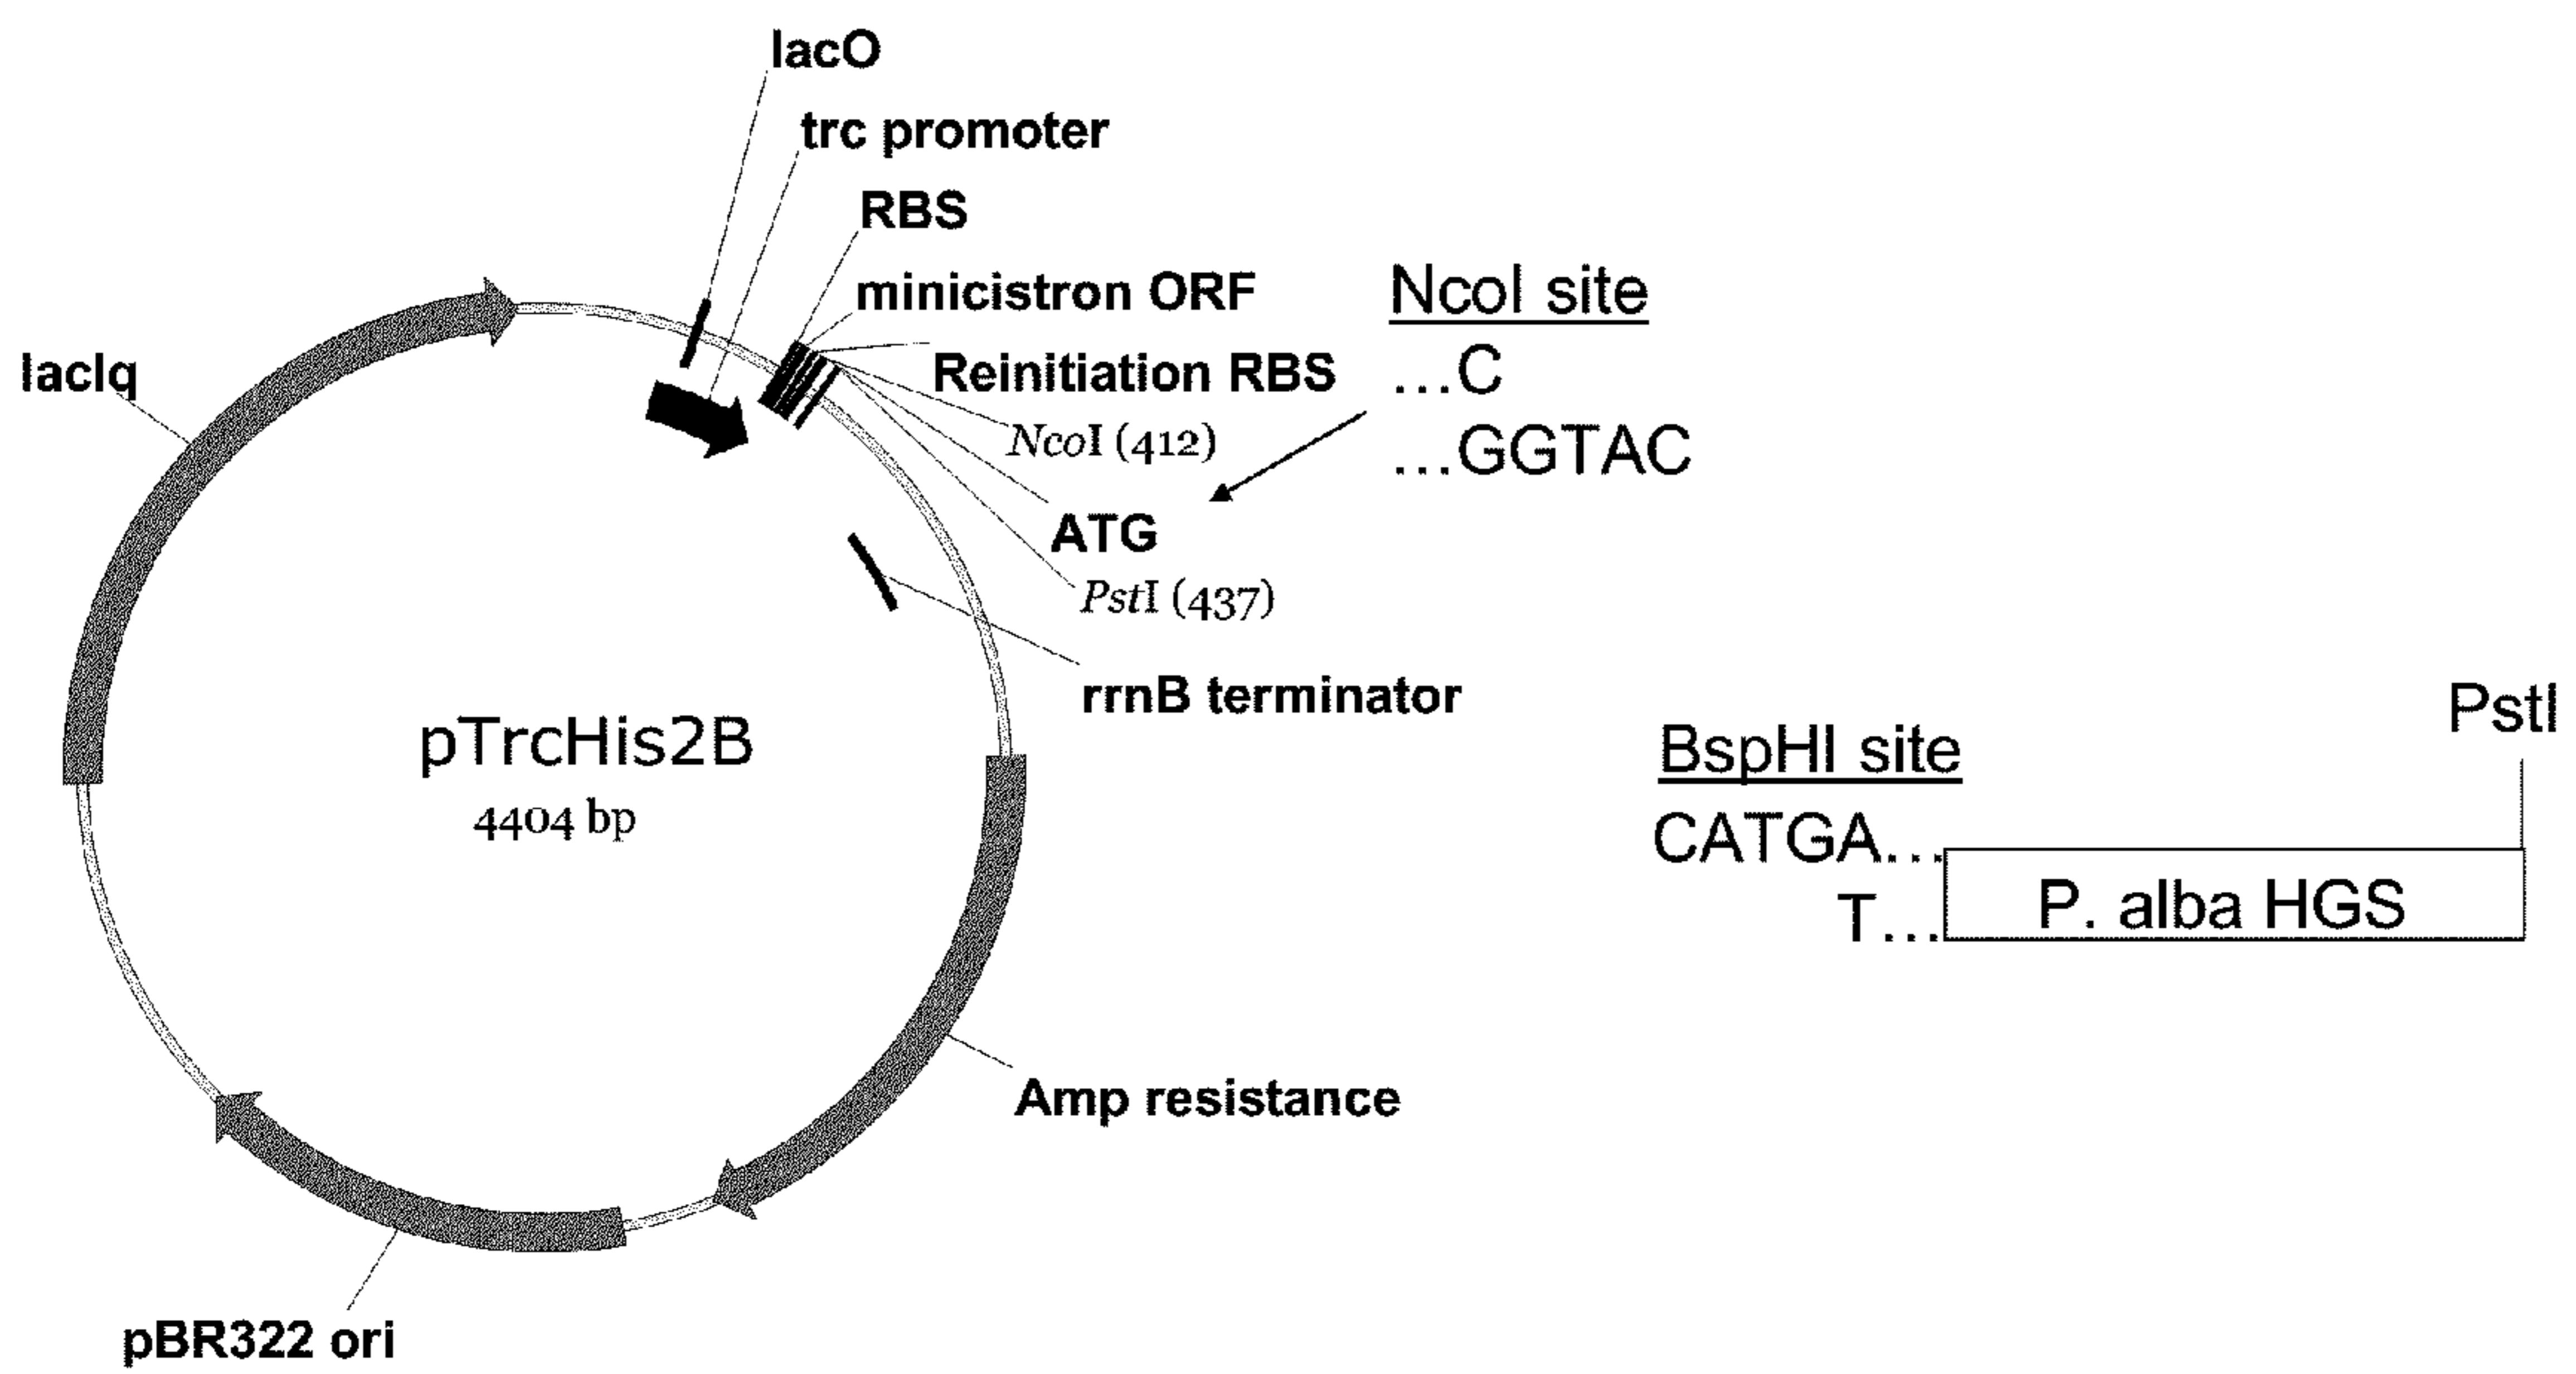 lacO
trc promoter
RBS
minicistron ORF
Reinitiation RBS
NcoI (412)
ATG
PstI (437)
rrnB terminator
lacIq
pTrcHis2B
4404 bp
Amp resistance
pBR322 ori
NcoI site
...C
...GGTAC
BspHI site
CATGA...
T...
P. alba HGS
PstI